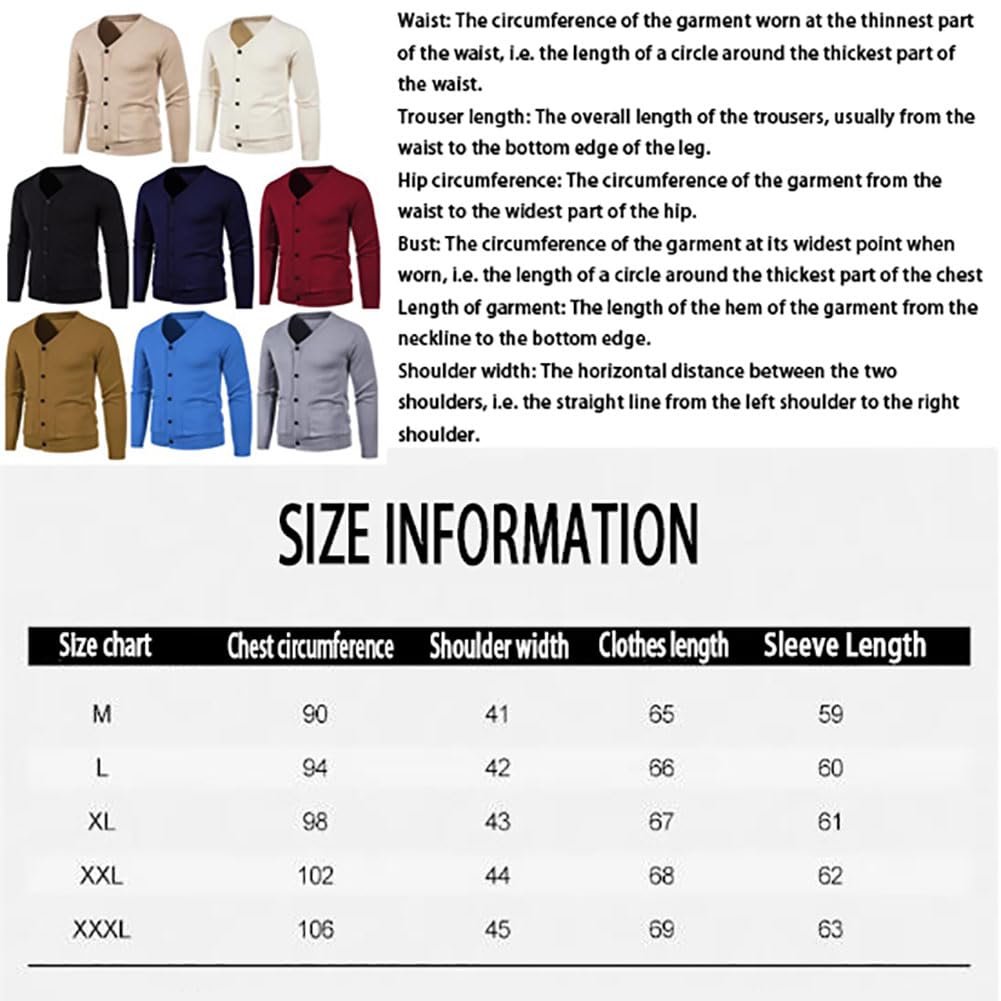 Waist: The circumference of the garment worn at the thinnest part
of the waist, i.e. the length of a circle around the thickest part of
the waist.
Trouser length: The overall length of the trousers, usually from the
waist to the bottom edge of the leg.
Hip circumference: The circumference of the garment from the
waist to the widest part of the hip.
Bust: The circumference of the garment at its widest point when
worn, i.e. the length of a circle around the thickest part of the chest
Length of garment: The length of the hem of the garment from the
neckline to the bottom edge.
Shoulder width: The horizontal distance between the two
shoulders, i.e. the straight line from the left shoulder to the right
shoulder.
SIZE INFORMATION
Size chart Chest circumference Shoulder width Clothes length Sleeve Length
M 90 41 65 59
L 94 42 66 60
XL 98 43 67 61
XXL 102 44 68 62
XXXL 106 45 69 63